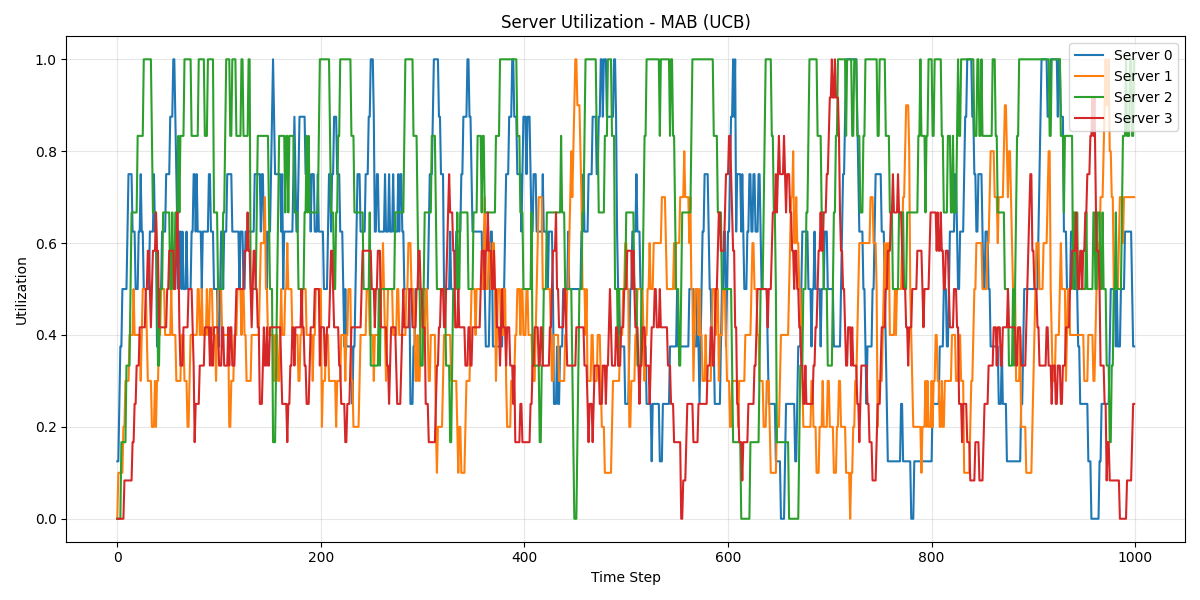 Server Utilization - MAB (UCB)
Server 0
Server 1
Server 2
Server 3
1.0
0.8
0.6
0.4
0.2
0.0
Utilization
0 200 400 600 800 1000
Time Step